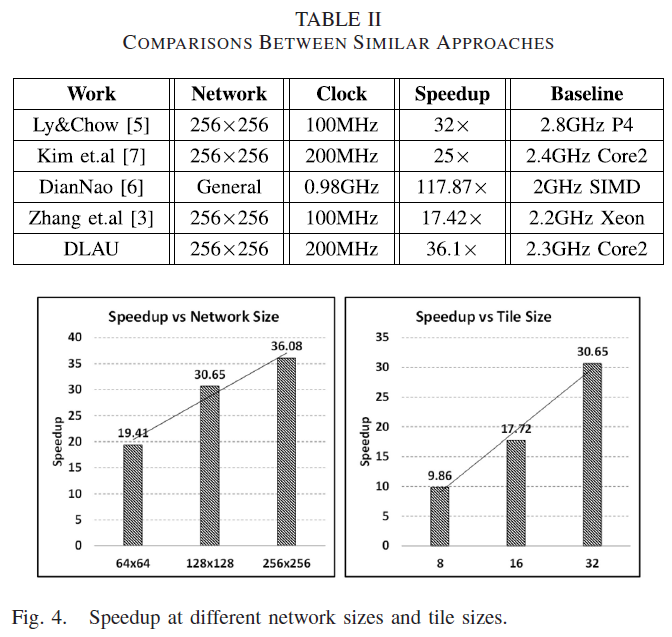 TABLE II
COMPARISONS BETWEEN SIMILAR APPROACHES
Work Network Clock Speedup Baseline
Ly&Chow [5] 256×256 100MHz 32× 2.8GHz P4
Kim et.al [7] 256×256 200MHz 25× 2.4GHz Core2
DianNao [6] General 0.98GHz 117.87× 2GHz SIMD
Zhang et.al [3] 256×256 100MHz 17.42× 2.2GHz Xeon
DLAU 256×256 200MHz 36.1× 2.3GHz Core2
Speedup vs Network Size
Speedup
40
35
30
25
20
15
10
5
0
19.41
30.65
36.08
64x64 128x128 256x256
Speedup vs Tile Size
Speedup
35
30
25
20
15
10
5
0
9.86
17.72
30.65
8 16 32
Fig. 4. Speedup at different network sizes and tile sizes.